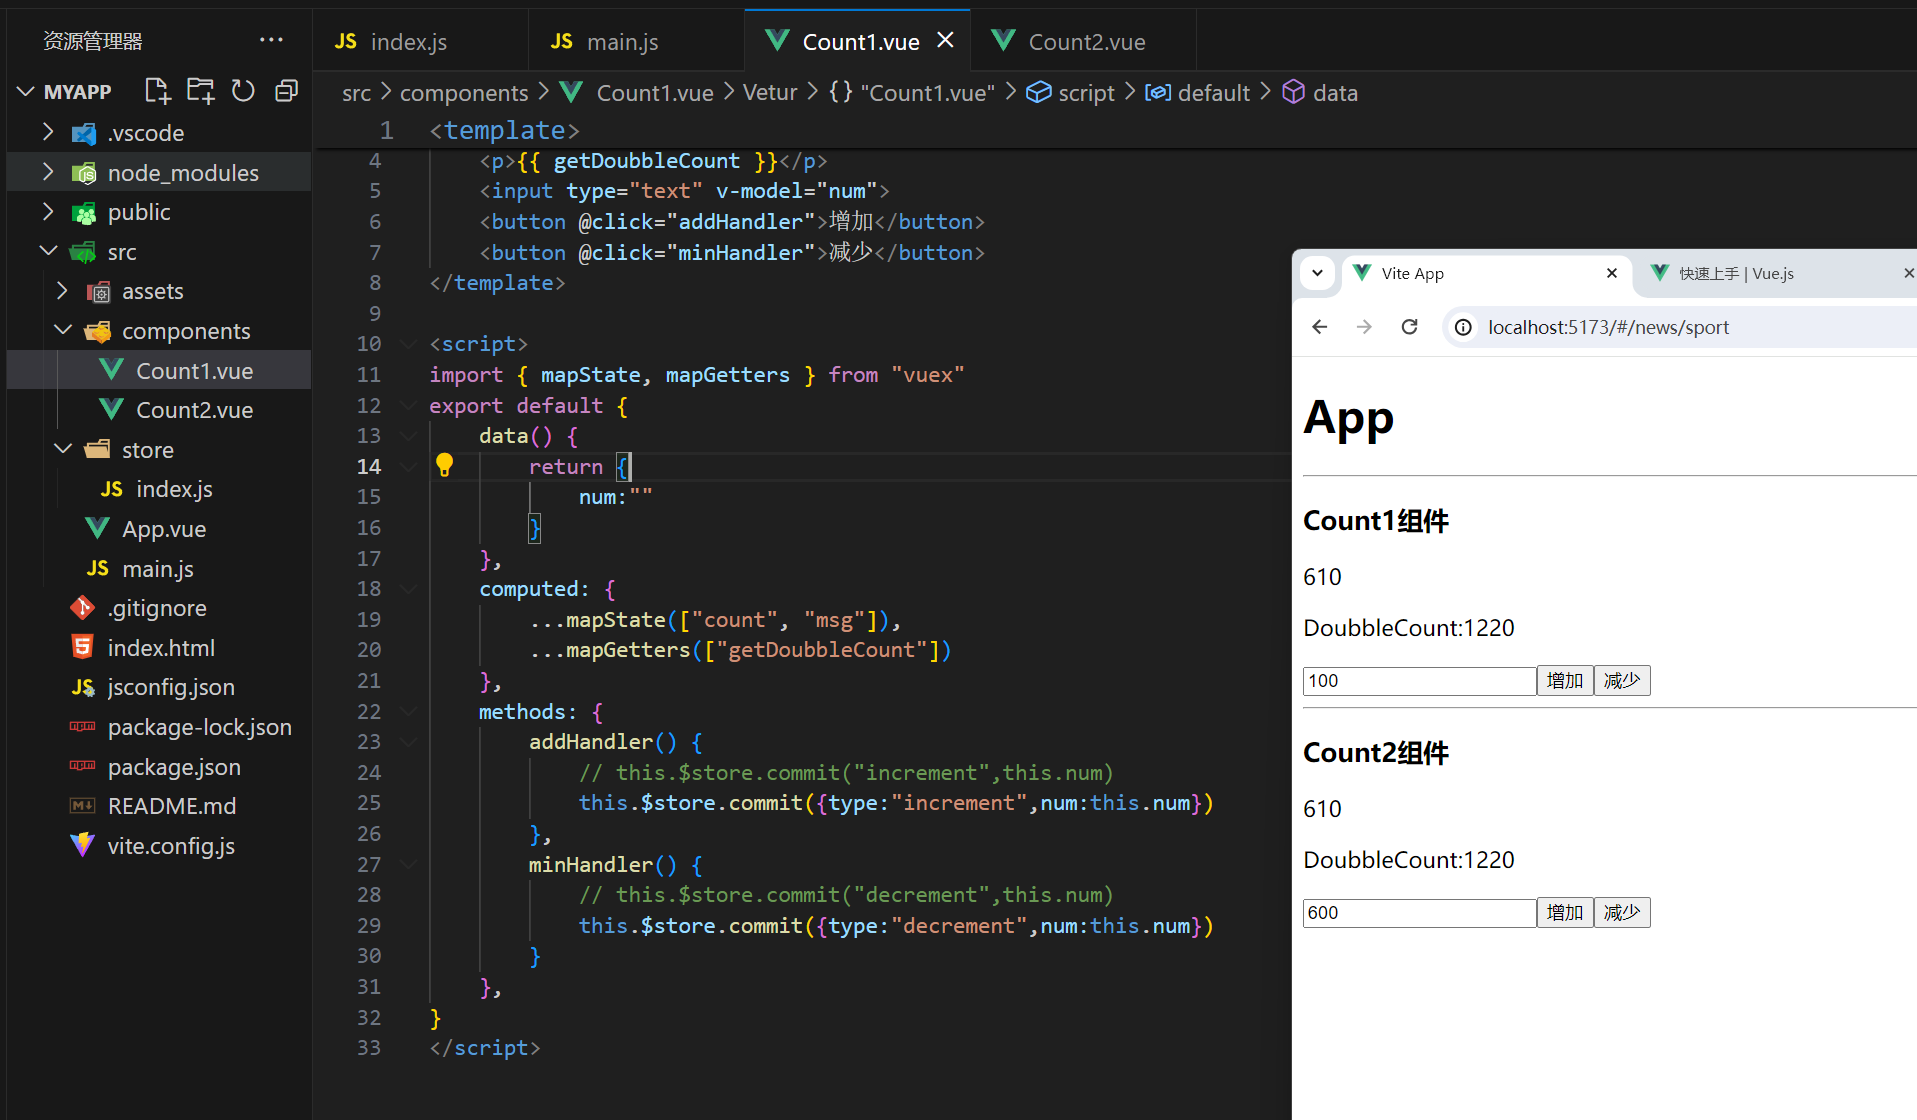 资源管理器 ···
MYAPP
.vscode
node_modules
public
src
assets
components
Count1.vue
Count2.vue
store
index.js
App.vue
main.js
.gitignore
index.html
jsconfig.json
package-lock.json
package.json
README.md
vite.config.js
JS index.js
JS main.js
Count1.vue ×
Count2.vue
src > components > Count1.vue > Vetur > {} "Count1.vue" > script > default > data
1 <template>
4 <p>{{ getDoubbleCount }}</p>
5 <input type="text" v-model="num">
6 <button @click="addHandler">增加</button>
7 <button @click="minHandler">减少</button>
8 </template>
9
10 <script>
11 import { mapState, mapGetters } from "vuex"
12 export default {
13 data() {
14 return {
15 num:""
16 }
17 },
18 computed: {
19 ...mapState(["count", "msg"]),
20 ...mapGetters(["getDoubbleCount"])
21 },
22 methods: {
23 addHandler() {
24 // this.$store.commit("increment",this.num)
25 this.$store.commit({type:"increment",num:this.num})
26 },
27 minHandler() {
28 // this.$store.commit("decrement",this.num)
29 this.$store.commit({type:"decrement",num:this.num})
30 }
31 },
32 }
33 </script>
Vite App ×
快速上手 | Vue.js ×
localhost:5173/#/news/sport
App
Count1组件
610
DoubbleCount:1220
100 增加 减少
Count2组件
610
DoubbleCount:1220
600 增加 减少